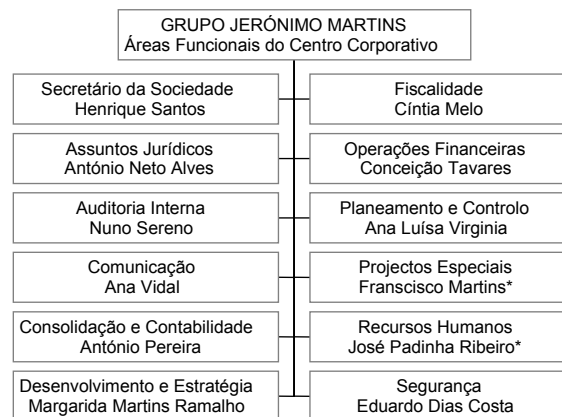 GRUPO JERÓNIMO MARTINS
Áreas Funcionais do Centro Corporativo
Secretário da Sociedade
Henrique Santos
Fiscalidade
Cíntia Melo
Assuntos Jurídicos
António Neto Alves
Operações Financeiras
Conceição Tavares
Auditoria Interna
Nuno Sereno
Planeamento e Controlo
Ana Luísa Virginia
Comunicação
Ana Vidal
Projectos Especiais
Franscisco Martins*
Consolidação e Contabilidade
António Pereira
Recursos Humanos
José Padinha Ribeiro*
Desenvolvimento e Estratégia
Margarida Martins Ramalho
Segurança
Eduardo Dias Costa